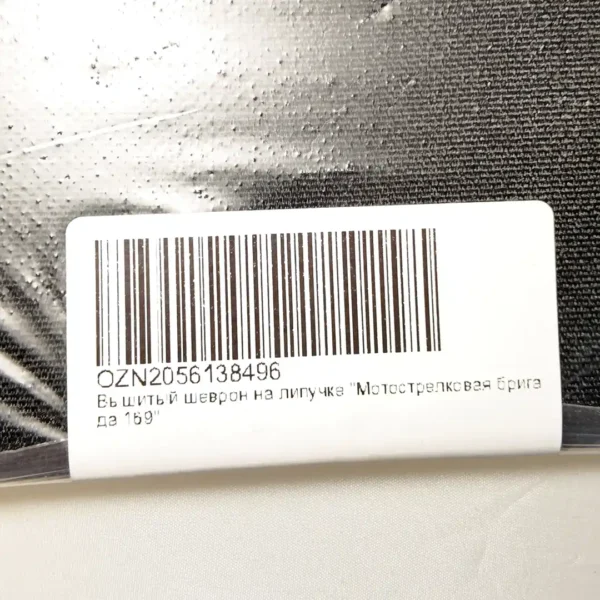 OZN2056138496
Вышитый шеврон на липучке "Мотострелковая брига
да 169"